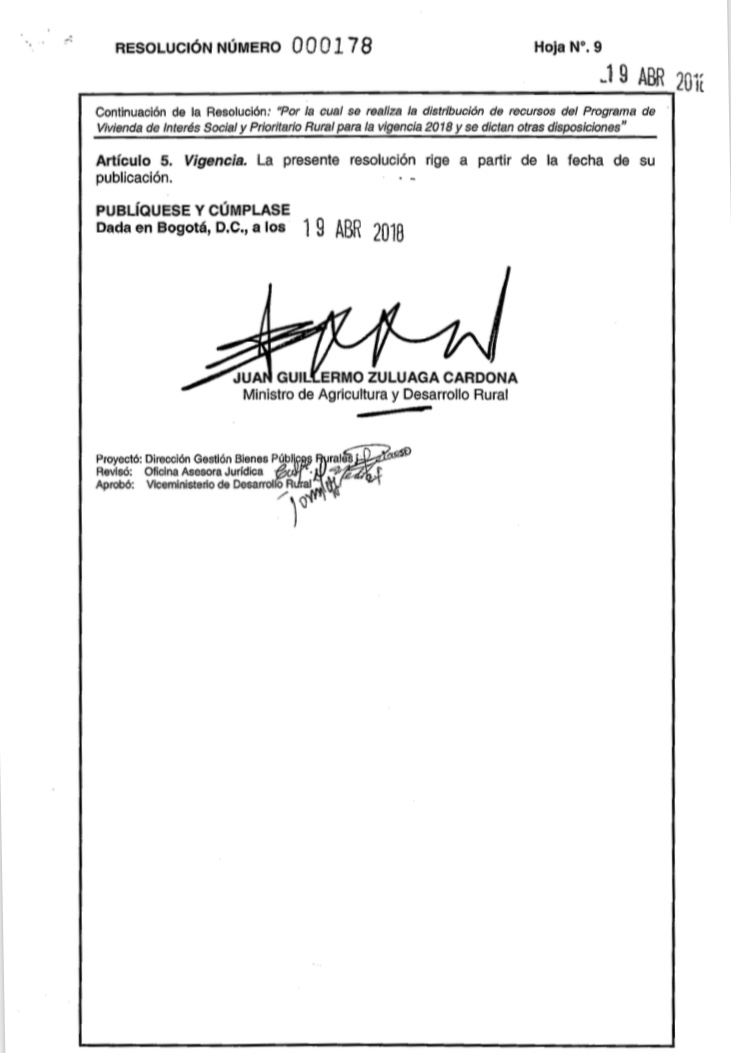 RESOLUCIÓN NÚMERO 000178 Hoja N°. 9
19 ABR 2018
Continuación de la Resolución: "Por la cual se realiza la distribución de recursos del Programa de
Vivienda de Interés Social y Prioritario Rural para la vigencia 2018 y se dictan otras disposiciones"
Artículo 5. Vigencia. La presente resolución rige a partir de la fecha de su
publicación.
PUBLÍQUESE Y CÚMPLASE
Dada en Bogotá, D.C., a los 19 ABR 2018
JUAN GUILLERMO ZULUAGA CARDONA
Ministro de Agricultura y Desarrollo Rural
Proyectó: Dirección Gestión Bienes Públicos Rurales
Revisó: Oficina Asesora Jurídica
Aprobó: Viceministerio de Desarrollo Rural